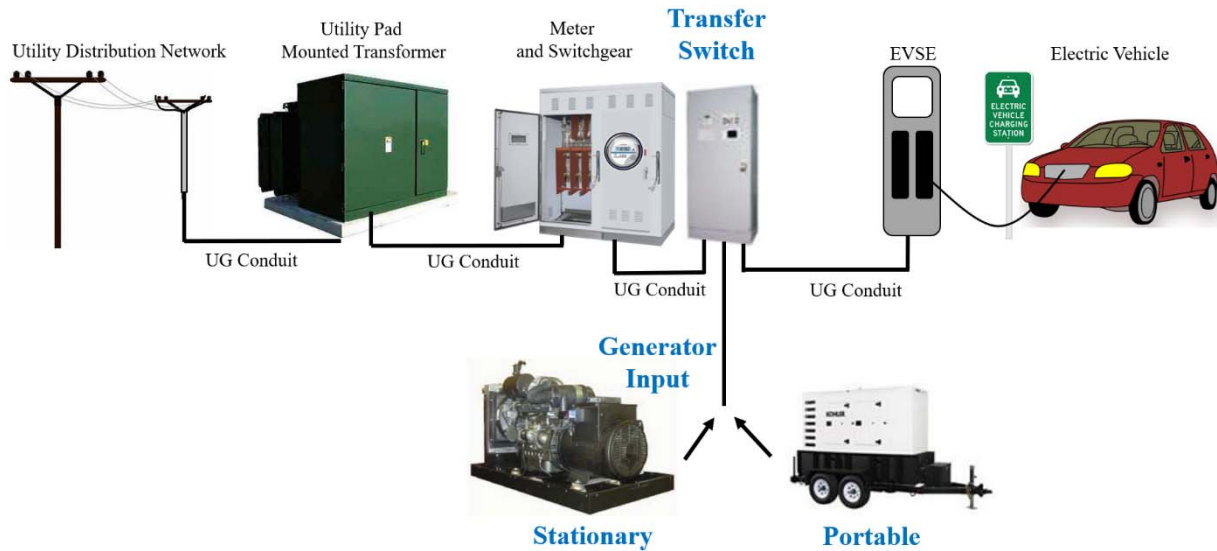 Utility Distribution Network
Utility Pad
Mounted Transformer
Meter
and Switchgear
Transfer
Switch
EVSE
Electric Vehicle
ELECTRIC
VEHICLE
CHARGING
STATION
UG Conduit
UG Conduit
UG Conduit
UG Conduit
Generator
Input
KOHLER
Stationary
Portable